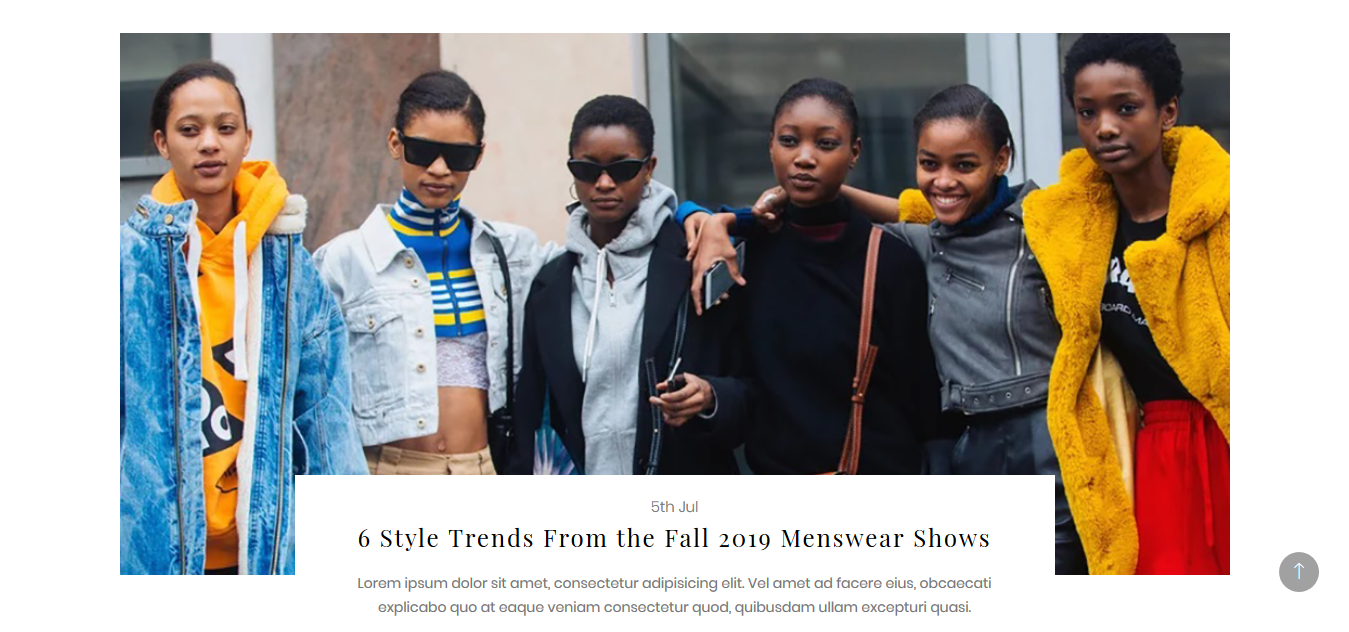 5th Jul
6 Style Trends From the Fall 2019 Menswear Shows
Lorem ipsum dolor sit amet, consectetur adipisicing elit. Vel amet ad facere eius, obcaecati
explicabo quo at eaque veniam consectetur quod, quibusdam ullam excepturi quasi.